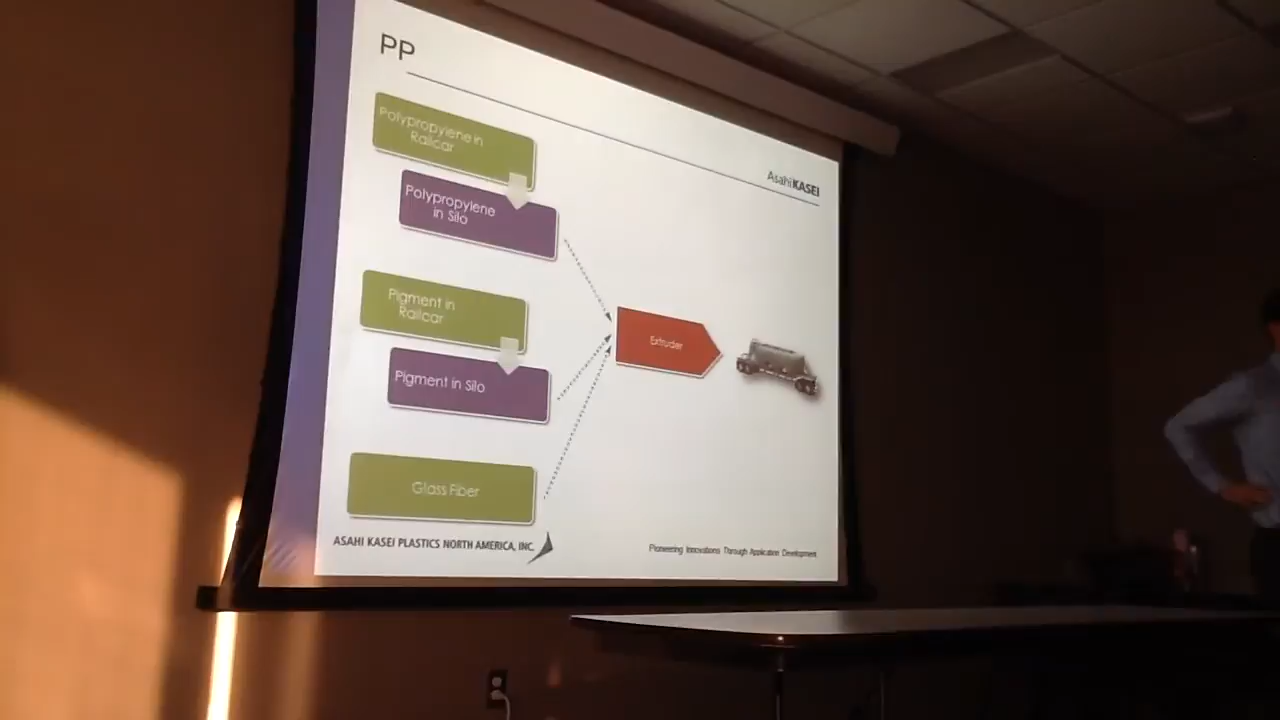 PP
AsahiKASEI
Polypropylene in
Railcar
Polypropylene
in Silo
Pigment in
Railcar
Extruder
Pigment in Silo
Glass Fiber
ASAHI KASEI PLASTICS NORTH AMERICA, INC.
Pioneering Innovations Through Application Development